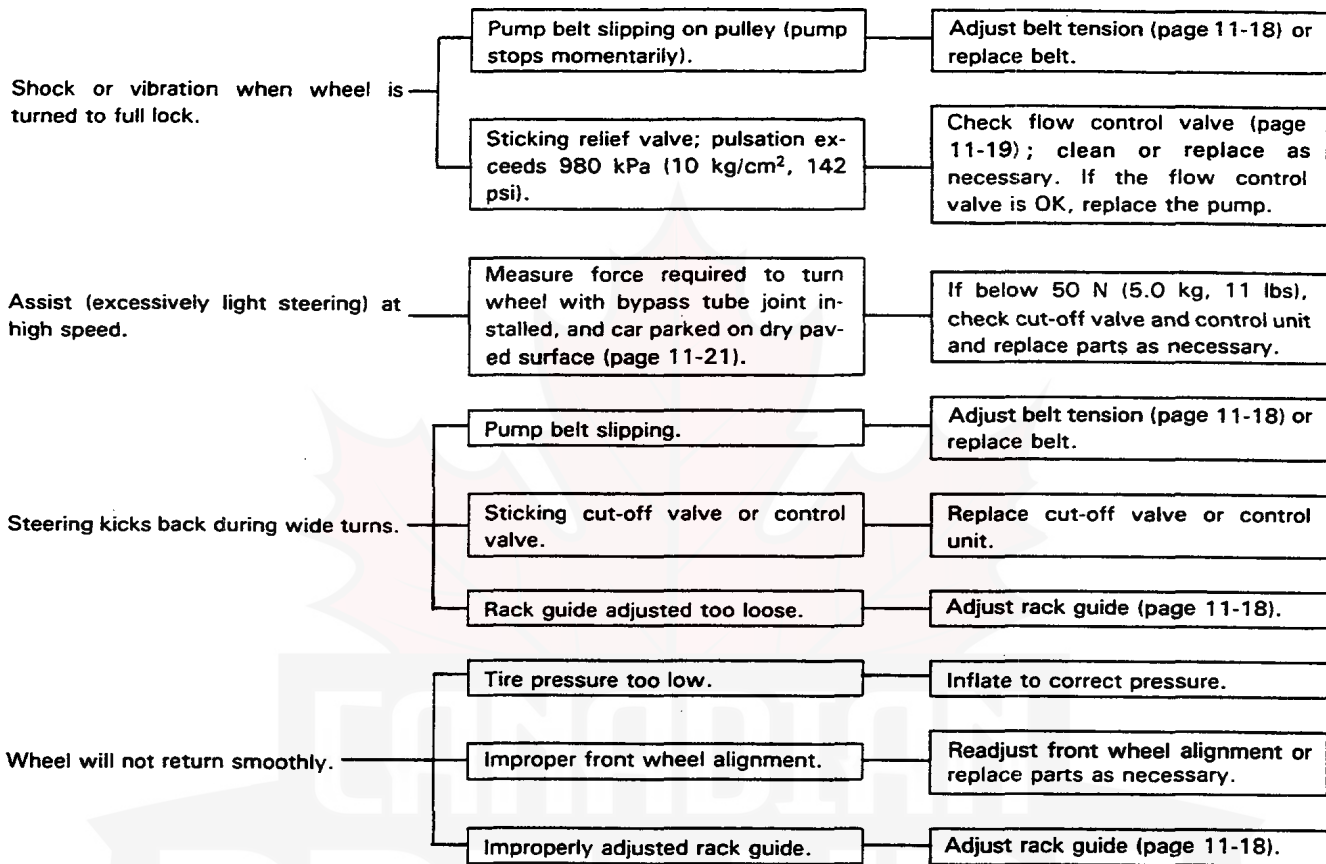 Shock or vibration when wheel is
turned to full lock.
Pump belt slipping on pulley (pump
stops momentarily).
Adjust belt tension (page 11-18) or
replace belt.
Sticking relief valve; pulsation ex-
ceeds 980 kPa (10 kg/cm², 142
psi).
Check flow control valve (page
11-19) ; clean or replace as
necessary. If the flow control
valve is OK, replace the pump.
Assist (excessively light steering) at
high speed.
Measure force required to turn
wheel with bypass tube joint in-
stalled, and car parked on dry pav-
ed surface (page 11-21).
If below 50 N (5.0 kg, 11 lbs),
check cut-off valve and control unit
and replace parts as necessary.
Steering kicks back during wide turns.
Pump belt slipping.
Adjust belt tension (page 11-18) or
replace belt.
Sticking cut-off valve or control
valve.
Replace cut-off valve or control
unit.
Rack guide adjusted too loose.
Adjust rack guide (page 11-18).
Wheel will not return smoothly.
Tire pressure too low.
Inflate to correct pressure.
Improper front wheel alignment.
Readjust front wheel alignment or
replace parts as necessary.
Improperly adjusted rack guide.
Adjust rack guide (page 11-18).
CANADIAN